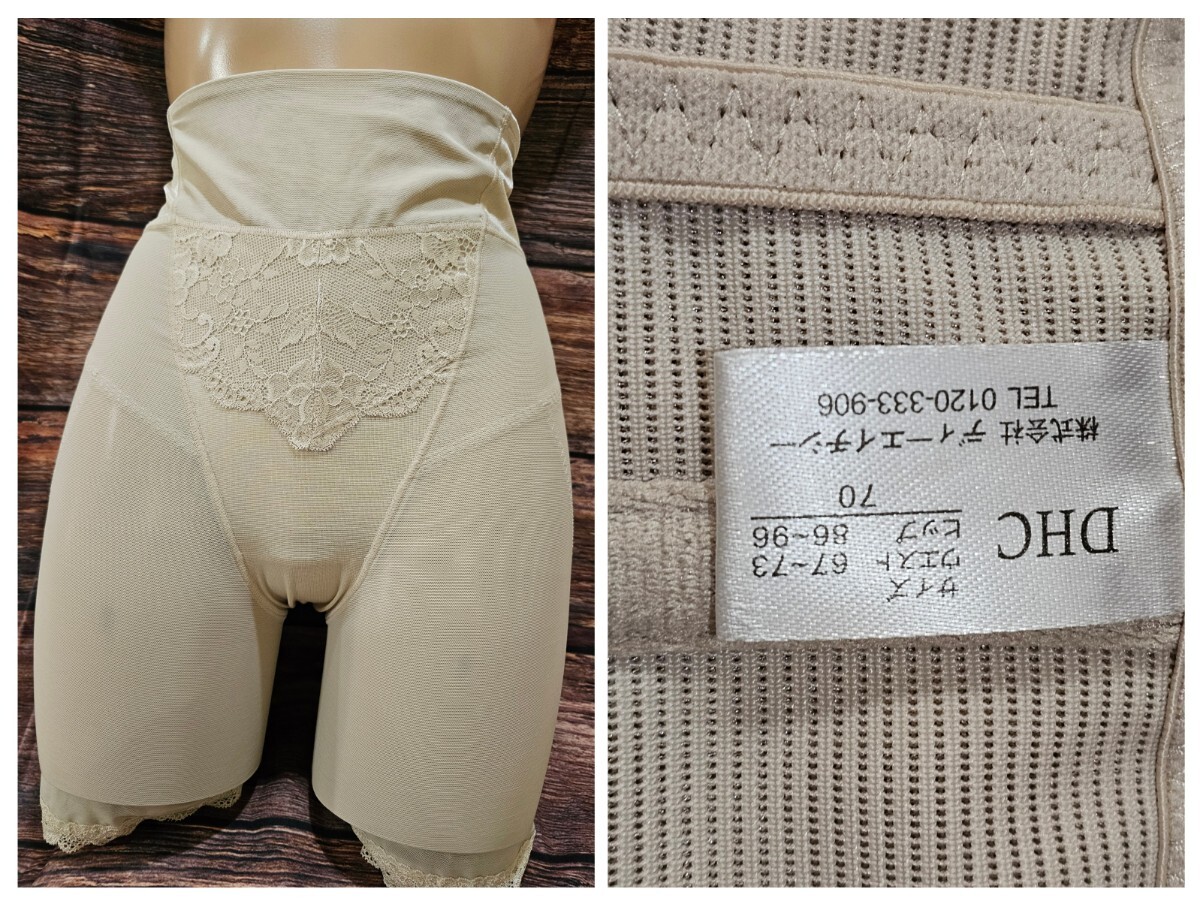 DHC
サイズ
ウエスト 67~73
ヒップ 86~96
70
株式会社 ディーエイチシー
TEL 0120-333-906